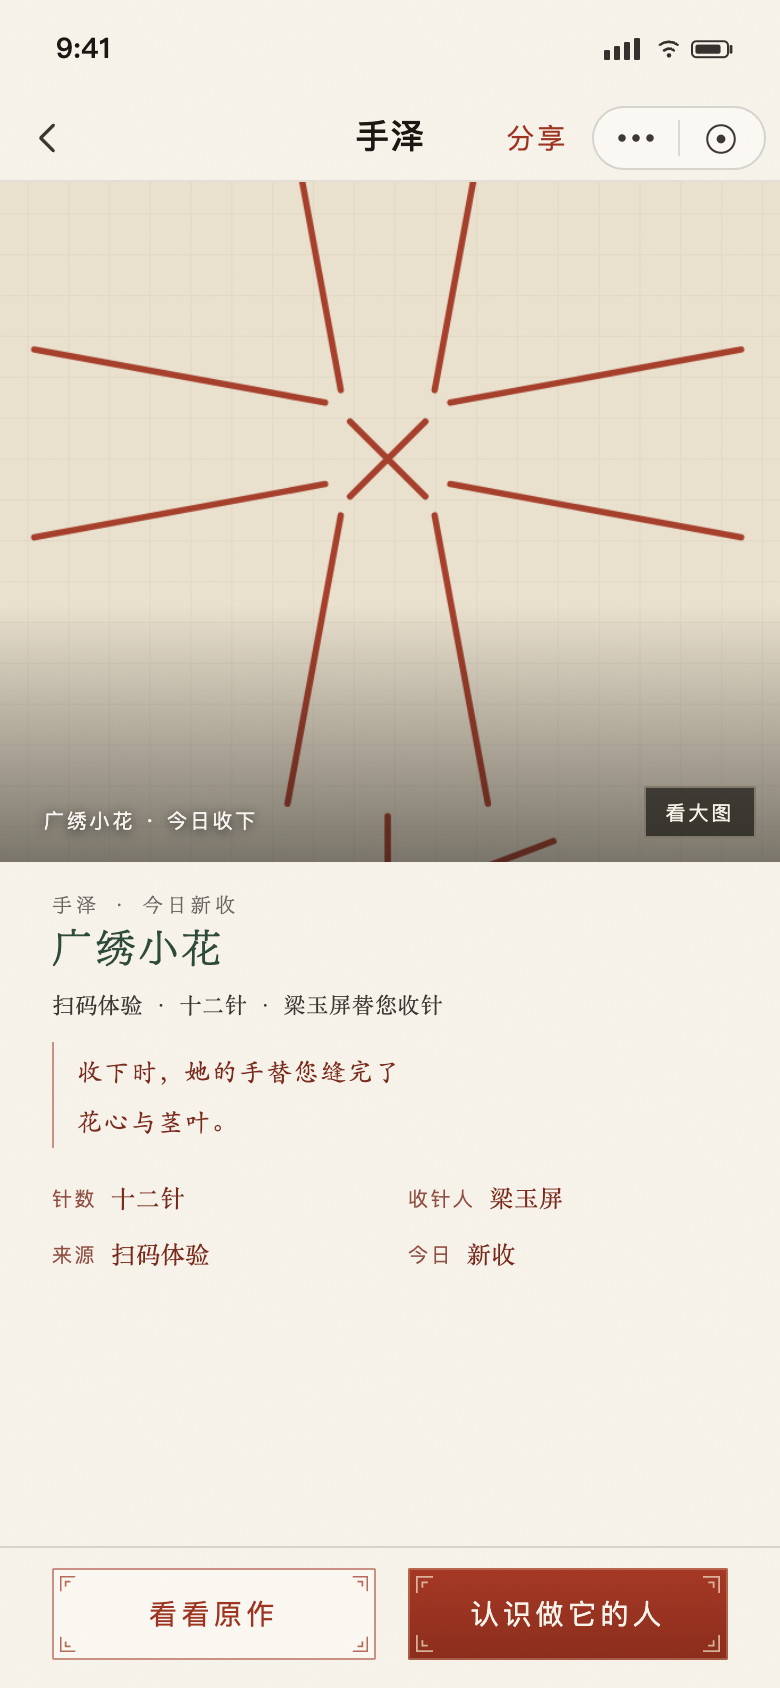 9:41
手泽
分享
广绣小花 · 今日收下
看大图
手泽 · 今日新收
广绣小花
扫码体验 · 十二针 · 梁玉屏替您收针
收下时，她的手替您缝完了
花心与茎叶。
针数 十二针
收针人 梁玉屏
来源 扫码体验
今日 新收
看看原作
认识做它的人